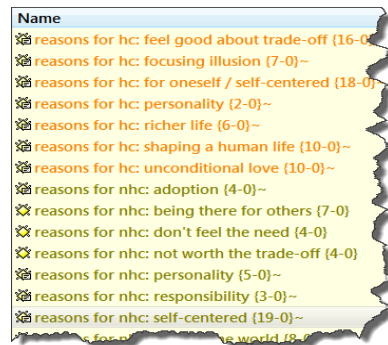 Name
reasons for hc: feel good about trade-off {16-0
reasons for hc: focusing illusion {7-0}~
reasons for hc: for oneself / self-centered {18-0}
reasons for hc: personality {2-0}~
reasons for hc: richer life {6-0}~
reasons for hc: shaping a human life {10-0}~
reasons for hc: unconditional love {10-0}~
reasons for nhc: adoption {4-0}~
reasons for nhc: being there for others {7-0}
reasons for nhc: don't feel the need {4-0}
reasons for nhc: not worth the trade-off {4-0}
reasons for nhc: personality {5-0}~
reasons for nhc: responsibility {3-0}~
reasons for nhc: self-centered {19-0}~
world {8-0